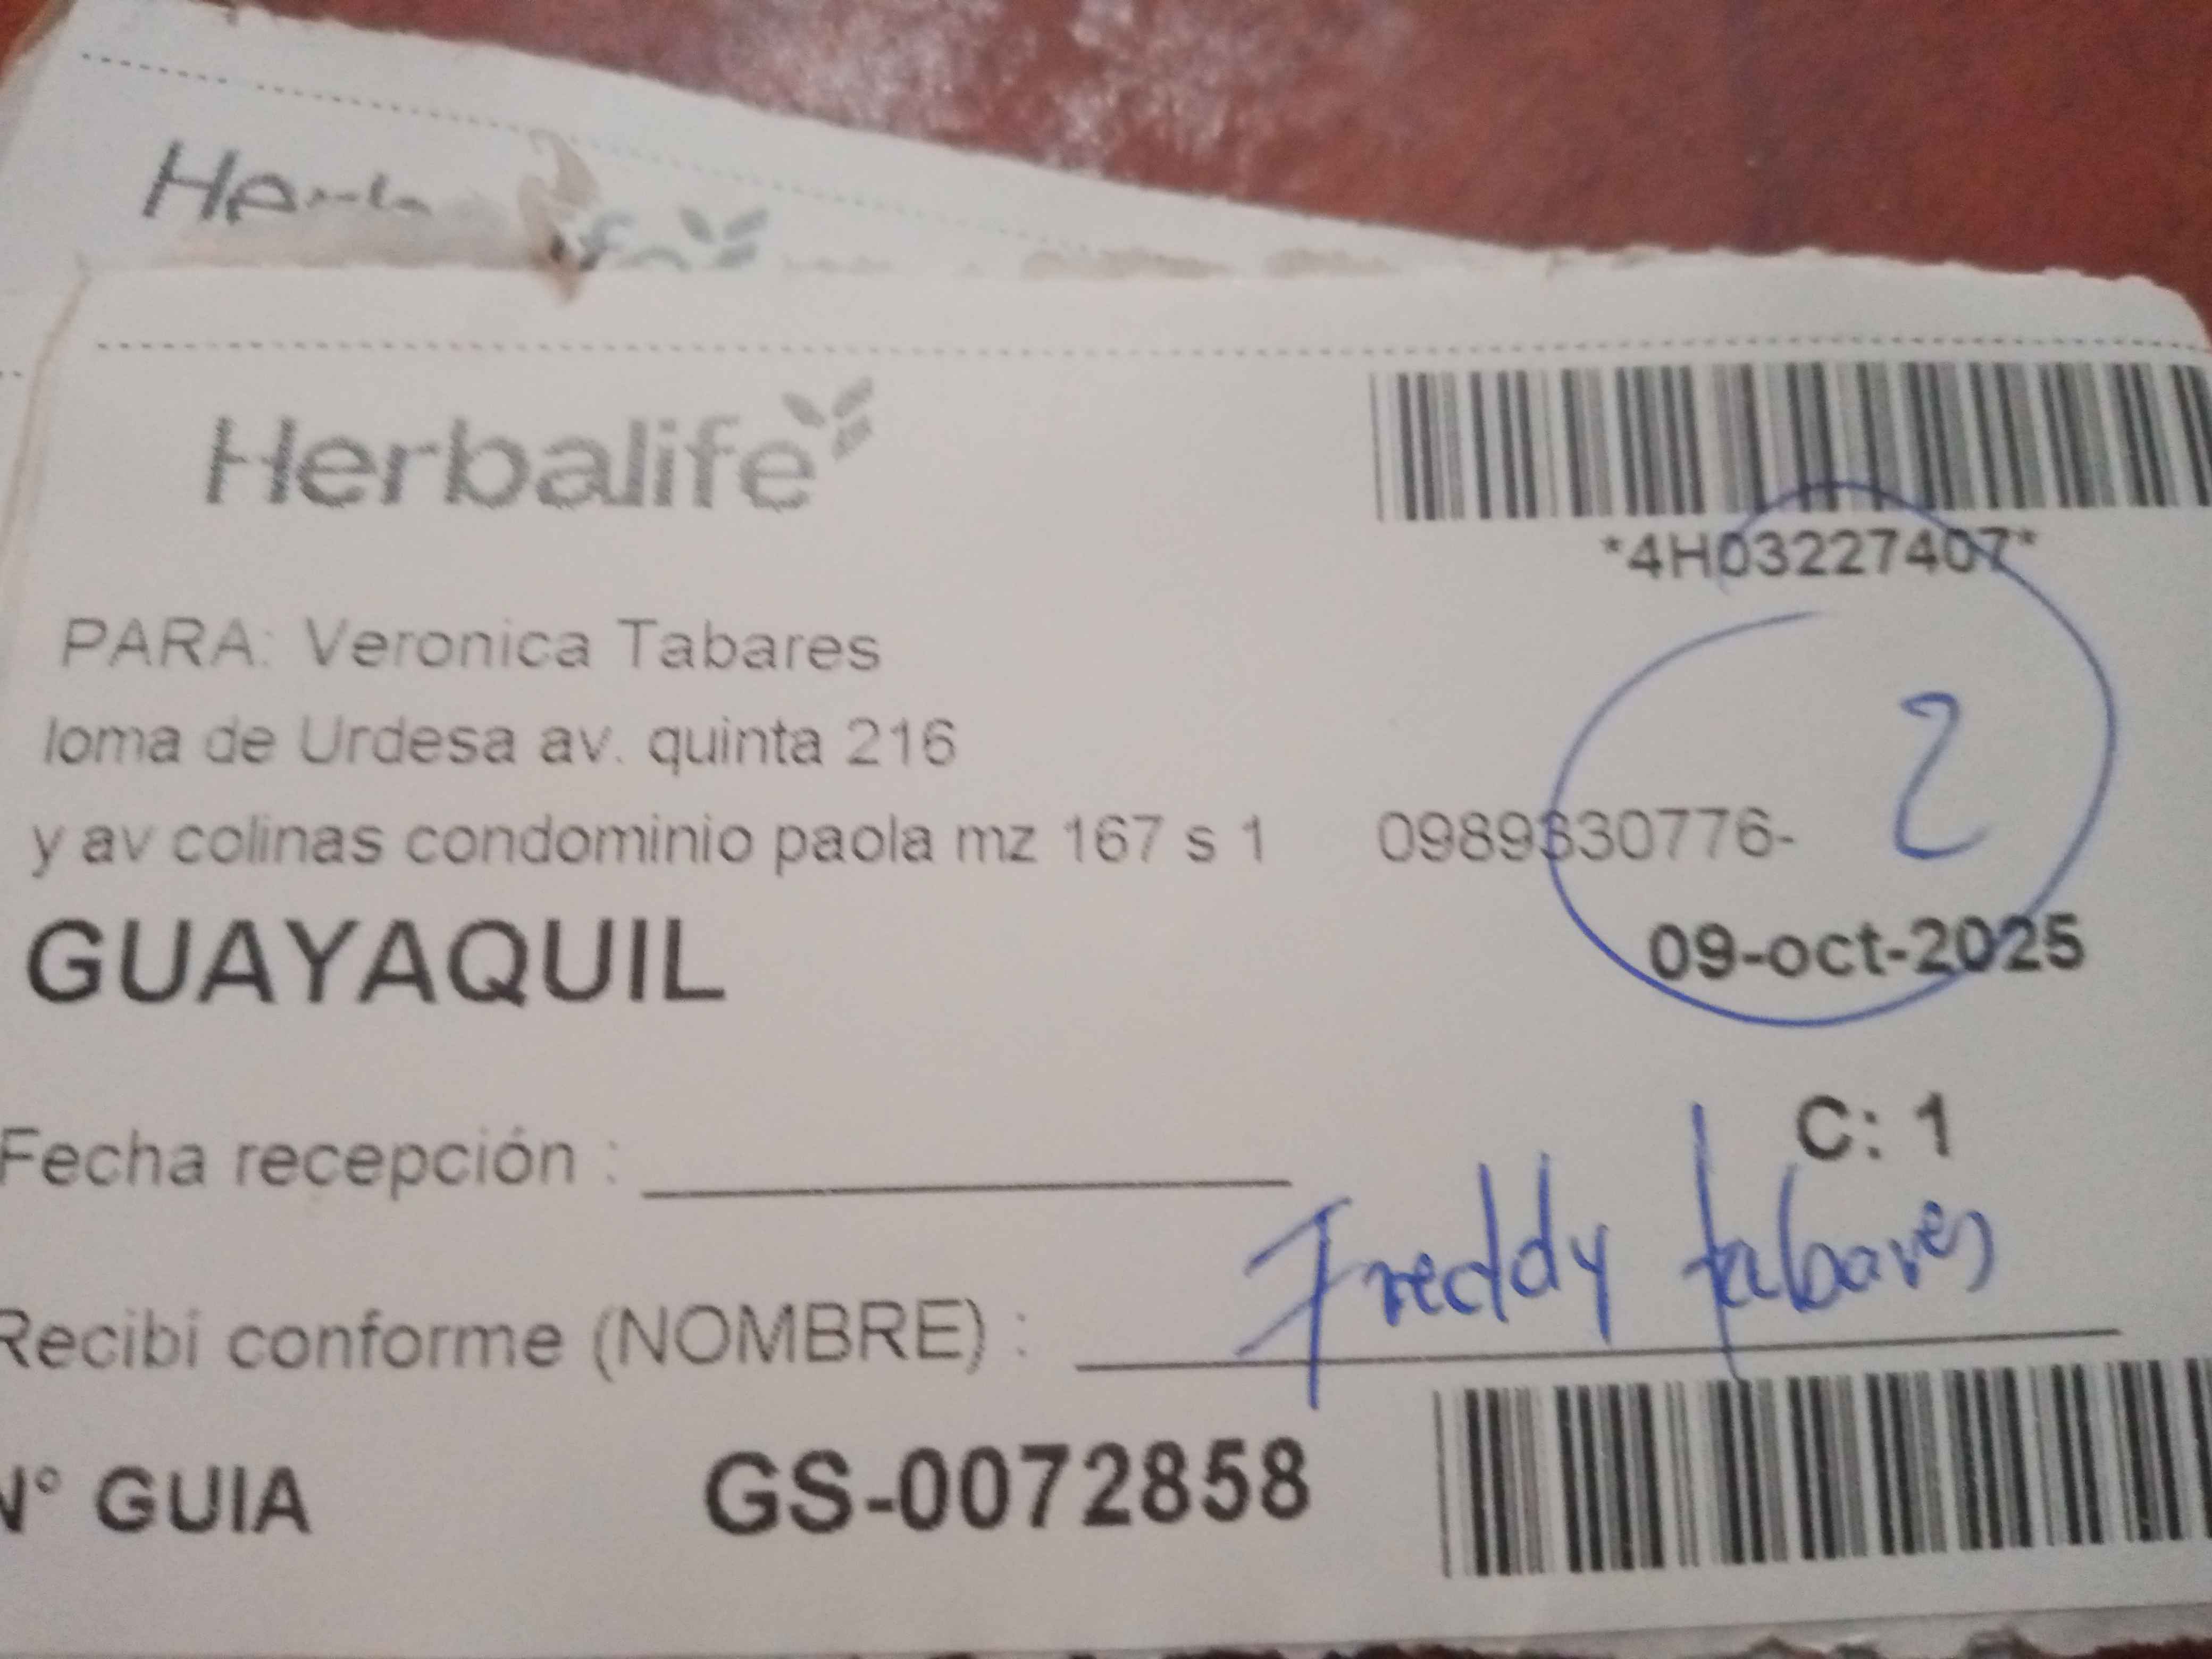 Herbalife
*4H03227407*
PARA: Veronica Tabares
loma de Urdesa av. quinta 216
y av colinas condominio paola mz 167 s 1 0989330776-
2
GUAYAQUIL
09-oct-2025
C: 1
Fecha recepción :
Recibi conforme (NOMBRE) : Freddy tabares
N° GUIA GS-0072858